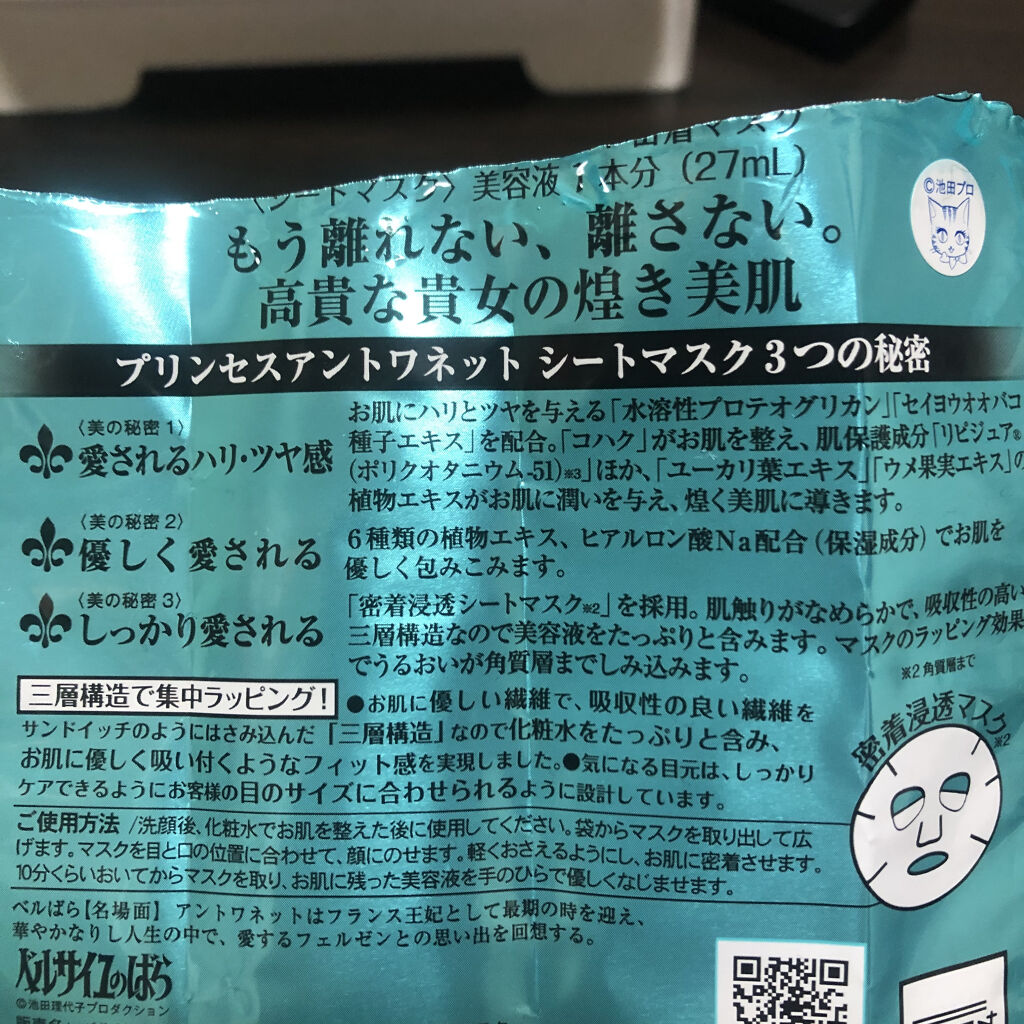 密着マスク
〈シートマスク〉 美容液 1本分 (27mL)
©池田プロ
もう離れない、離さない。
高貴な貴女の煌き美肌
プリンセスアントワネット シートマスク 3つの秘密
〈美の秘密 1〉
愛されるハリ・ツヤ感
お肌にハリとツヤを与える「水溶性プロテオグリカン」「セイヨウオオバコ
種子エキス」を配合。「コハク」がお肌を整え、肌保護成分「リピジュア®
(ポリクオタニウム-51)※3」ほか、「ユーカリ葉エキス」「ウメ果実エキス」の
植物エキスがお肌に潤いを与え、煌く美肌に導きます。
〈美の秘密 2〉
優しく愛される
6種類の植物エキス、ヒアルロン酸Na配合(保湿成分)でお肌を
優しく包みこみます。
〈美の秘密 3〉
しっかり愛される
「密着浸透シートマスク※2」を採用。肌触りがなめらかで、吸収性の高い
三層構造なので美容液をたっぷりと含みます。マスクのラッピング効果
でうるおいが角質層までしみ込みます。
※2 角質層まで
三層構造で集中ラッピング!
●お肌に優しい繊維で、吸収性の良い繊維を
サンドイッチのようにはさみ込んだ「三層構造」なので化粧水をたっぷりと含み、
お肌に優しく吸い付くようなフィット感を実現しました。●気になる目元は、しっかり
ケアできるようにお客様の目のサイズに合わせられるように設計しています。
密着浸透マスク※2
ご使用方法 /洗顔後、化粧水でお肌を整えた後に使用してください。袋からマスクを取り出して広
げます。マスクを目と口の位置に合わせて、顔にのせます。軽くおさえるようにし、お肌に密着させます。
10分くらいおいてからマスクを取り、お肌に残った美容液を手のひらで優しくなじませます。
ベルばら【名場面】 アントワネットはフランス王妃として最期の時を迎え、
華やかなりし人生の中で、愛するフェルゼンとの思い出を回想する。
ベルサイユのばら
©池田理代子プロダクション